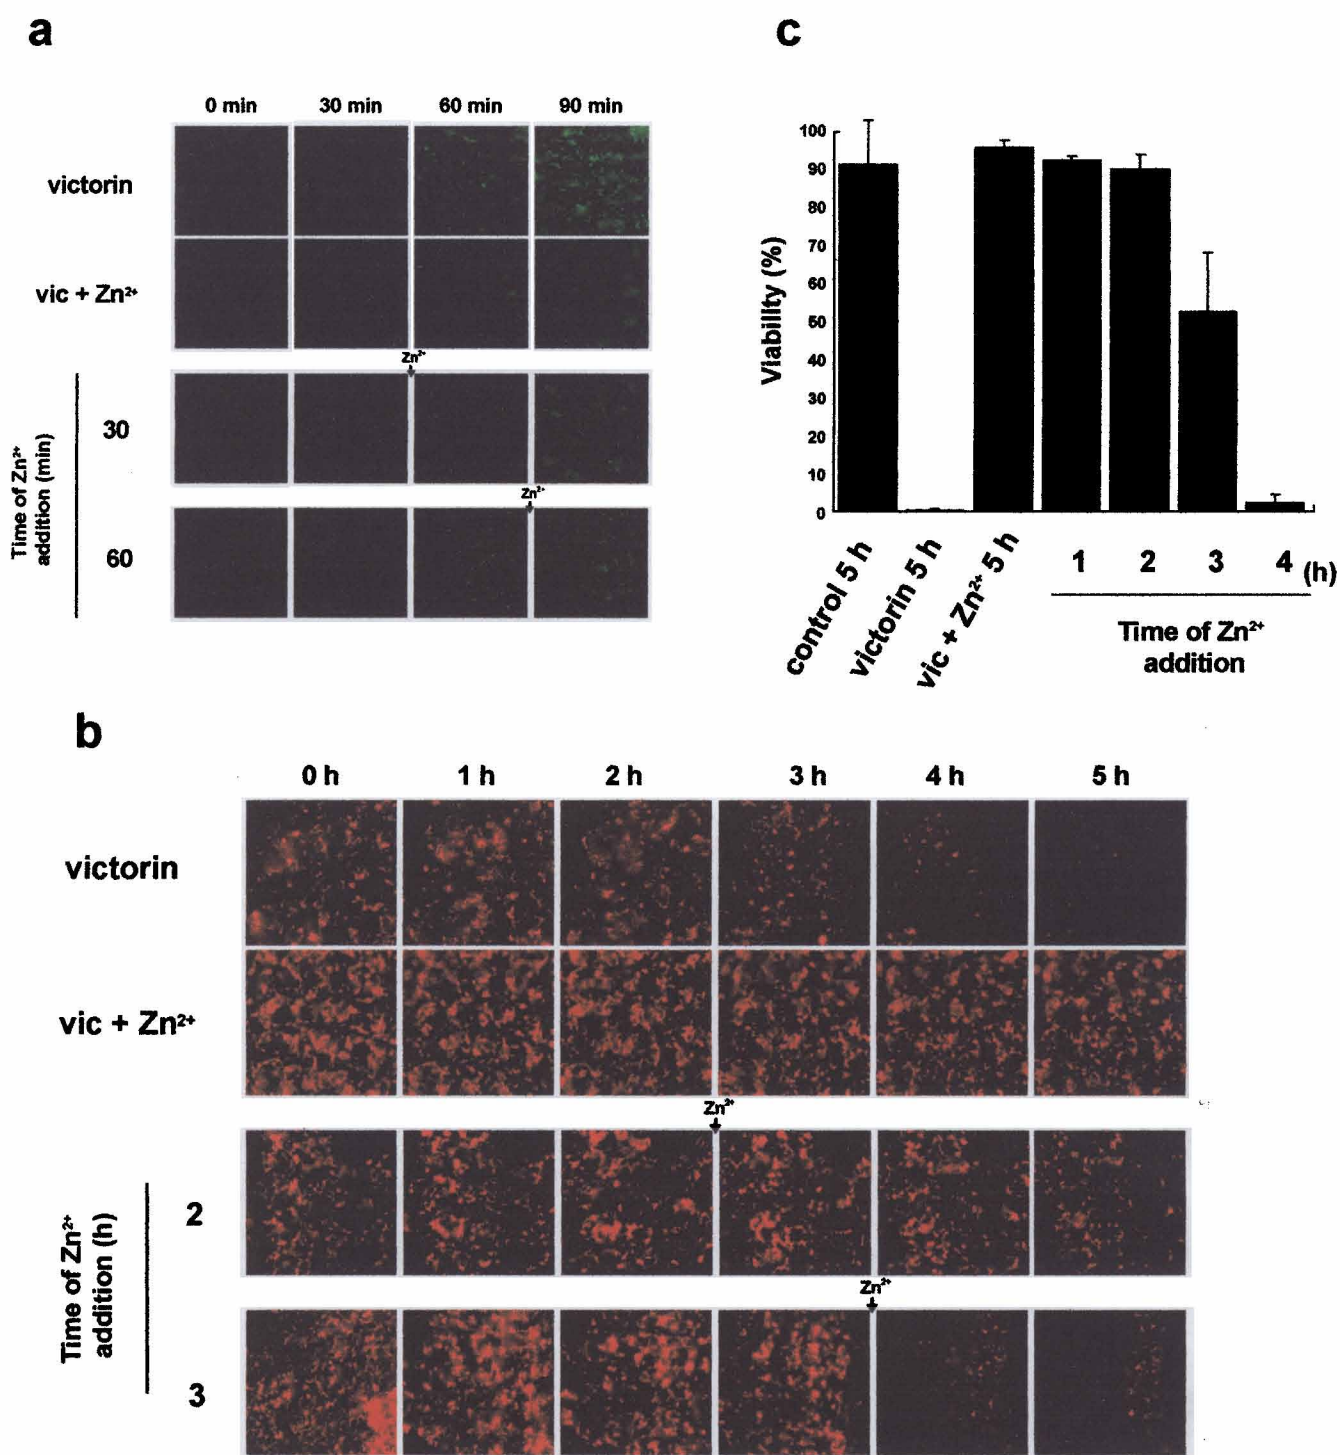 a
0 min 30 min 60 min 90 min
victorin
vic + Zn²⁺
Zn²⁺
30
Zn²⁺
60
Time of Zn²⁺
addition (min)
c
100
90
80
70
60
50
40
30
20
10
0
Viability (%)
control 5 h
victorin 5 h
vic + Zn²⁺ 5 h
1 2 3 4 (h)
Time of Zn²⁺
addition
b
0 h 1 h 2 h 3 h 4 h 5 h
victorin
vic + Zn²⁺
Zn²⁺
2
Zn²⁺
3
Time of Zn²⁺
addition (h)